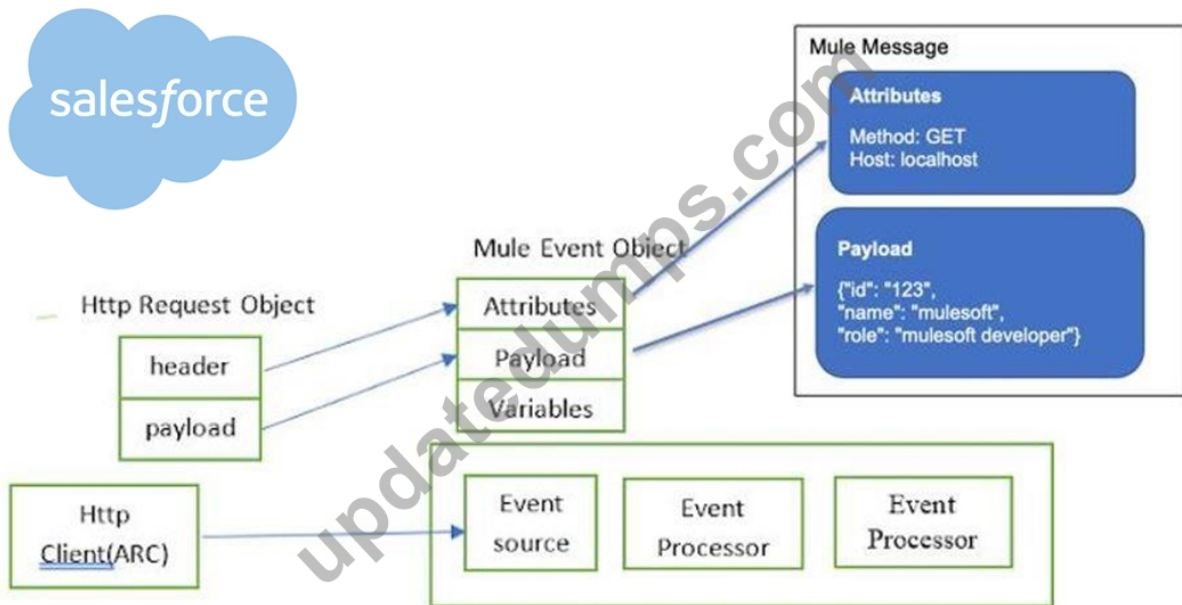 salesforce
Mule Message
Attributes
Method: GET
Host: localhost
Payload
{"id": "123",
"name": "mulesoft",
"role": "mulesoft developer"}
Mule Event Object
Attributes
Payload
Variables
Http Request Object
header
payload
Http
Client(ARC)
Event
source
Event
Processor
Event
Processor
updatedumps.com